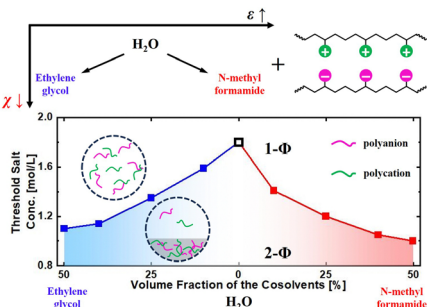 ε ↑
H₂O
Ethylene
glycol
N-methyl
formamide
+
+ + +
− − −
χ ↓
Threshold Salt
Conc. [mol/L]
2.0
1.6
1.2
0.8
1-Φ
2-Φ
polyanion
polycation
50 25 0 25 50
Volume Fraction of the Cosolvents [%]
Ethylene
glycol
H₂O
N-methyl
formamide